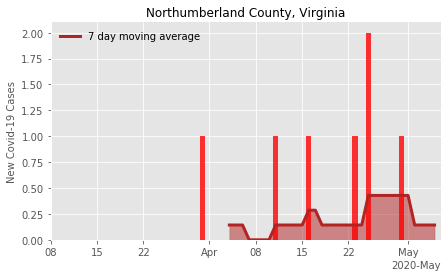 Northumberland County, Virginia
7 day moving average
New Covid-19 Cases
2.00
1.75
1.50
1.25
1.00
0.75
0.50
0.25
0.00
08 15 22 Apr 08 15 22 May
2020-May